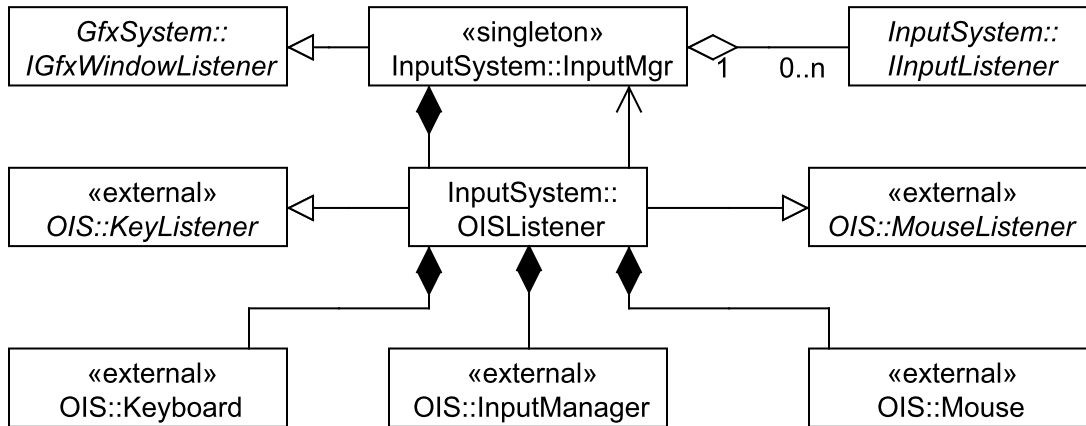 GfxSystem::
IGfxWindowListener
«singleton»
InputSystem::InputMgr
1
0..n
InputSystem::
IInputListener
«external»
OIS::KeyListener
InputSystem::
OISListener
«external»
OIS::MouseListener
«external»
OIS::Keyboard
«external»
OIS::InputManager
«external»
OIS::Mouse